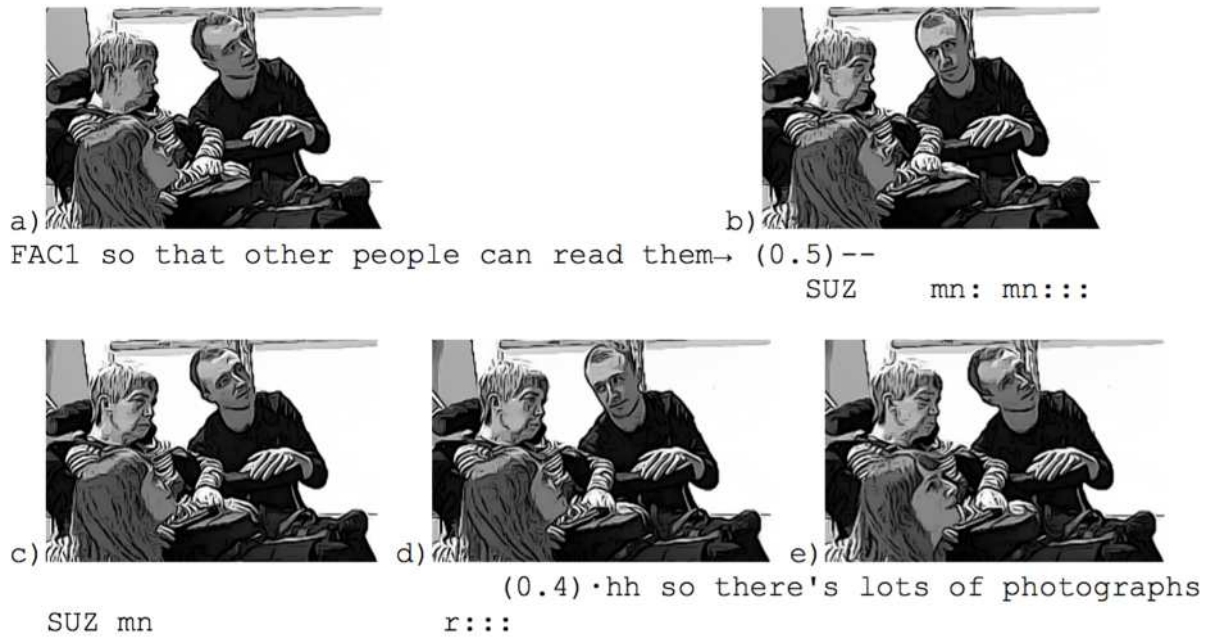 a) b)
FAC1 so that other people can read them→ (0.5)--
SUZ mn: mn:::
c) d) e)
(0.4)·hh so there's lots of photographs
SUZ mn r:::